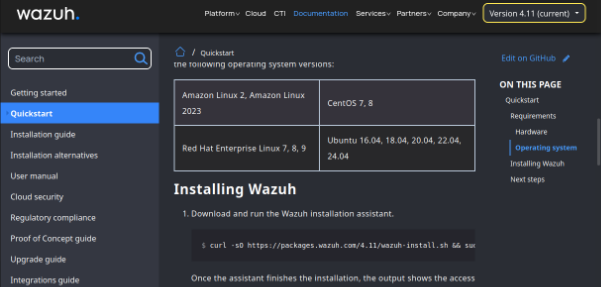 wazuh.
Platform
Cloud
CTI
Documentation
Services
Partners
Company
Version 4.11 (current)
Search
Getting started
Quickstart
Installation guide
Installation alternatives
User manual
Cloud security
Regulatory compliance
Proof of Concept guide
Upgrade guide
Integrations guide
/ Quickstart
the following operating system versions:
Amazon Linux 2, Amazon Linux
2023
CentOS 7, 8
Red Hat Enterprise Linux 7, 8, 9
Ubuntu 16.04, 18.04, 20.04, 22.04,
24.04
Installing Wazuh
1. Download and run the Wazuh installation assistant.
$ curl -sO https://packages.wazuh.com/4.11/wazuh-install.sh &&
Once the assistant finishes the installation, the output shows the access
Edit on GitHub
ON THIS PAGE
Quickstart
Requirements
Hardware
Operating system
Installing Wazuh
Next steps